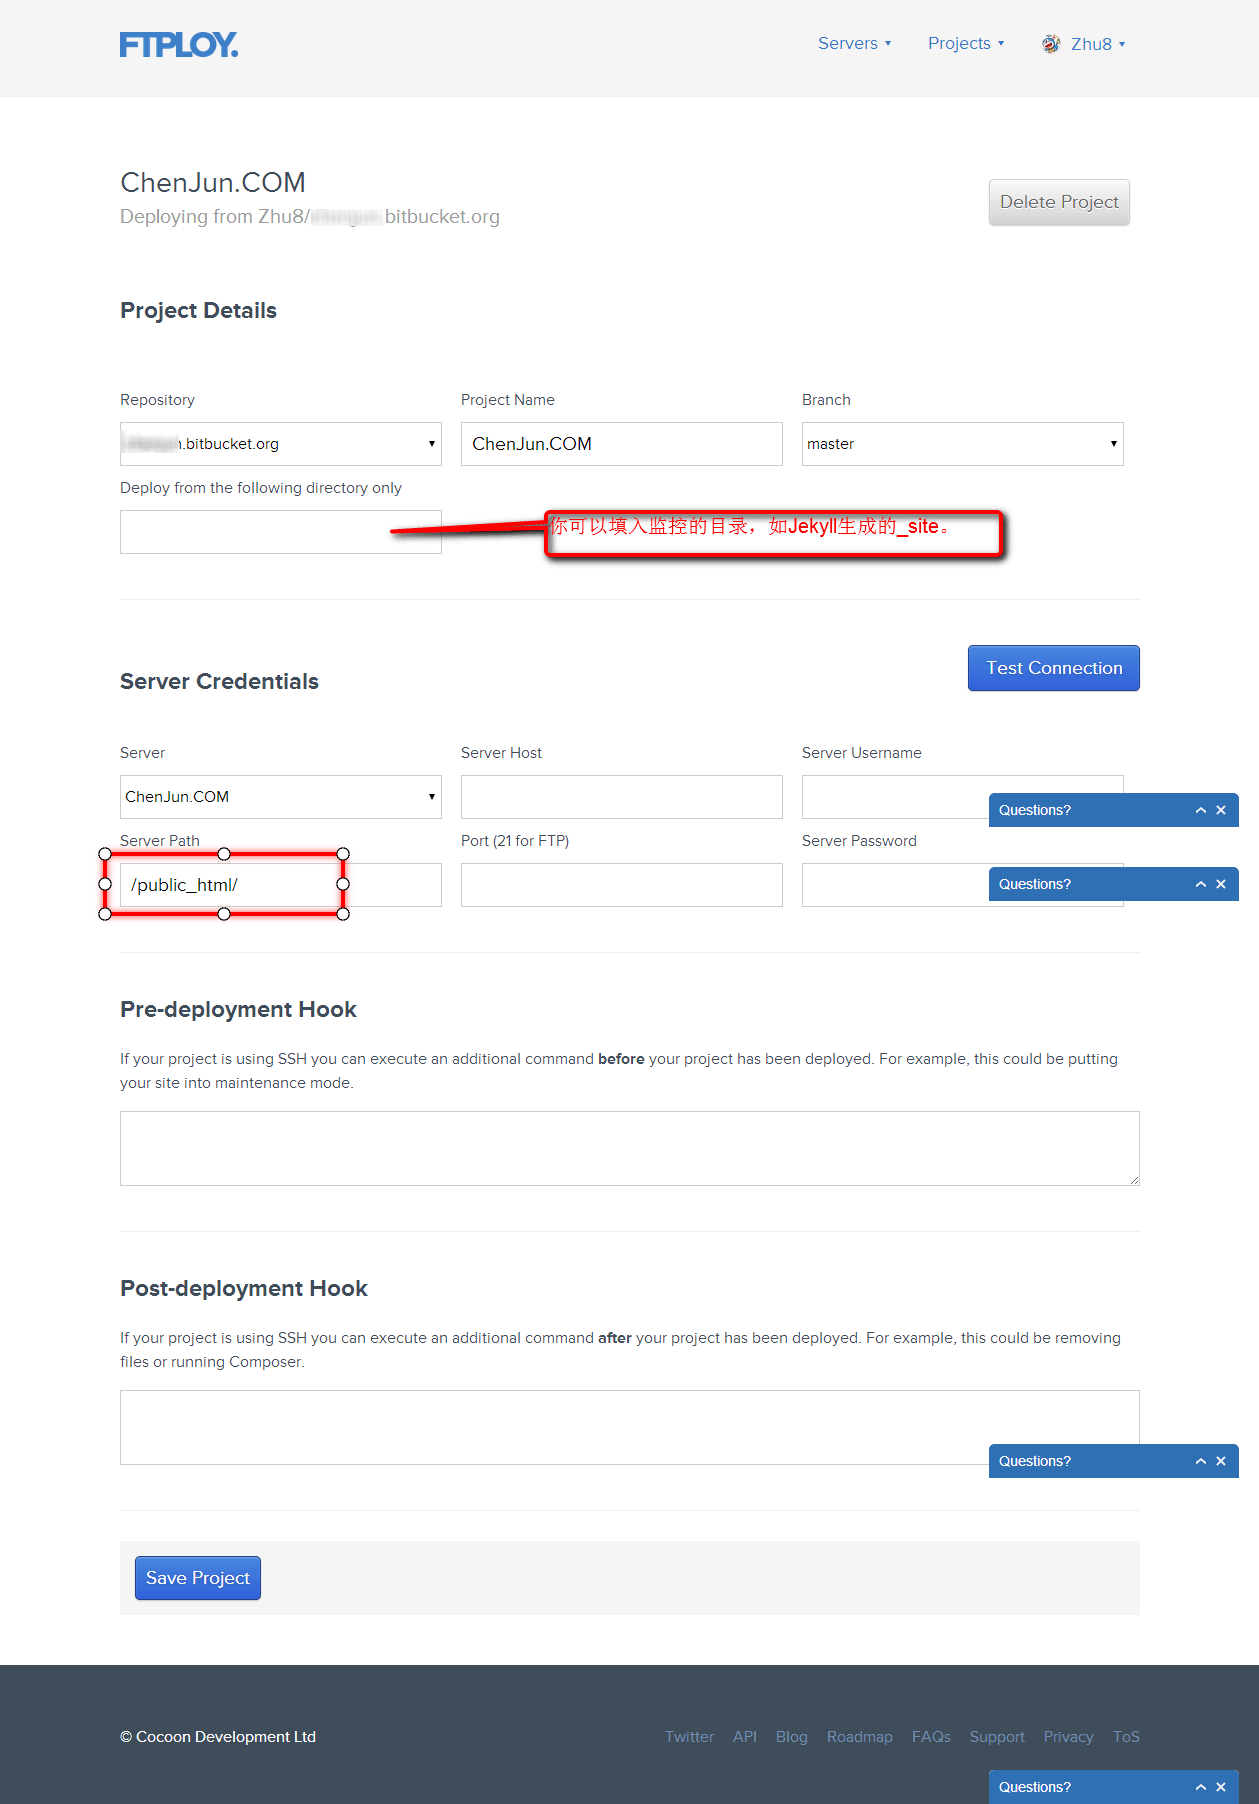 FTPLOY.
Servers
Projects
Zhu8
ChenJun.COM
Deploying from Zhu8/ bitbucket.org
Delete Project
Project Details
Repository
Project Name
Branch
.bitbucket.org
ChenJun.COM
master
Deploy from the following directory only
你可以填入监控的目录，如Jekyll生成的_site。
Test Connection
Server Credentials
Server
Server Host
Server Username
ChenJun.COM
Questions?
Server Path
Port (21 for FTP)
Server Password
/public_html/
Questions?
Pre-deployment Hook
If your project is using SSH you can execute an additional command before your project has been deployed. For example, this could be putting
your site into maintenance mode.
Post-deployment Hook
If your project is using SSH you can execute an additional command after your project has been deployed. For example, this could be removing
files or running Composer.
Questions?
Save Project
© Cocoon Development Ltd
Twitter
API
Blog
Roadmap
FAQs
Support
Privacy
ToS
Questions?